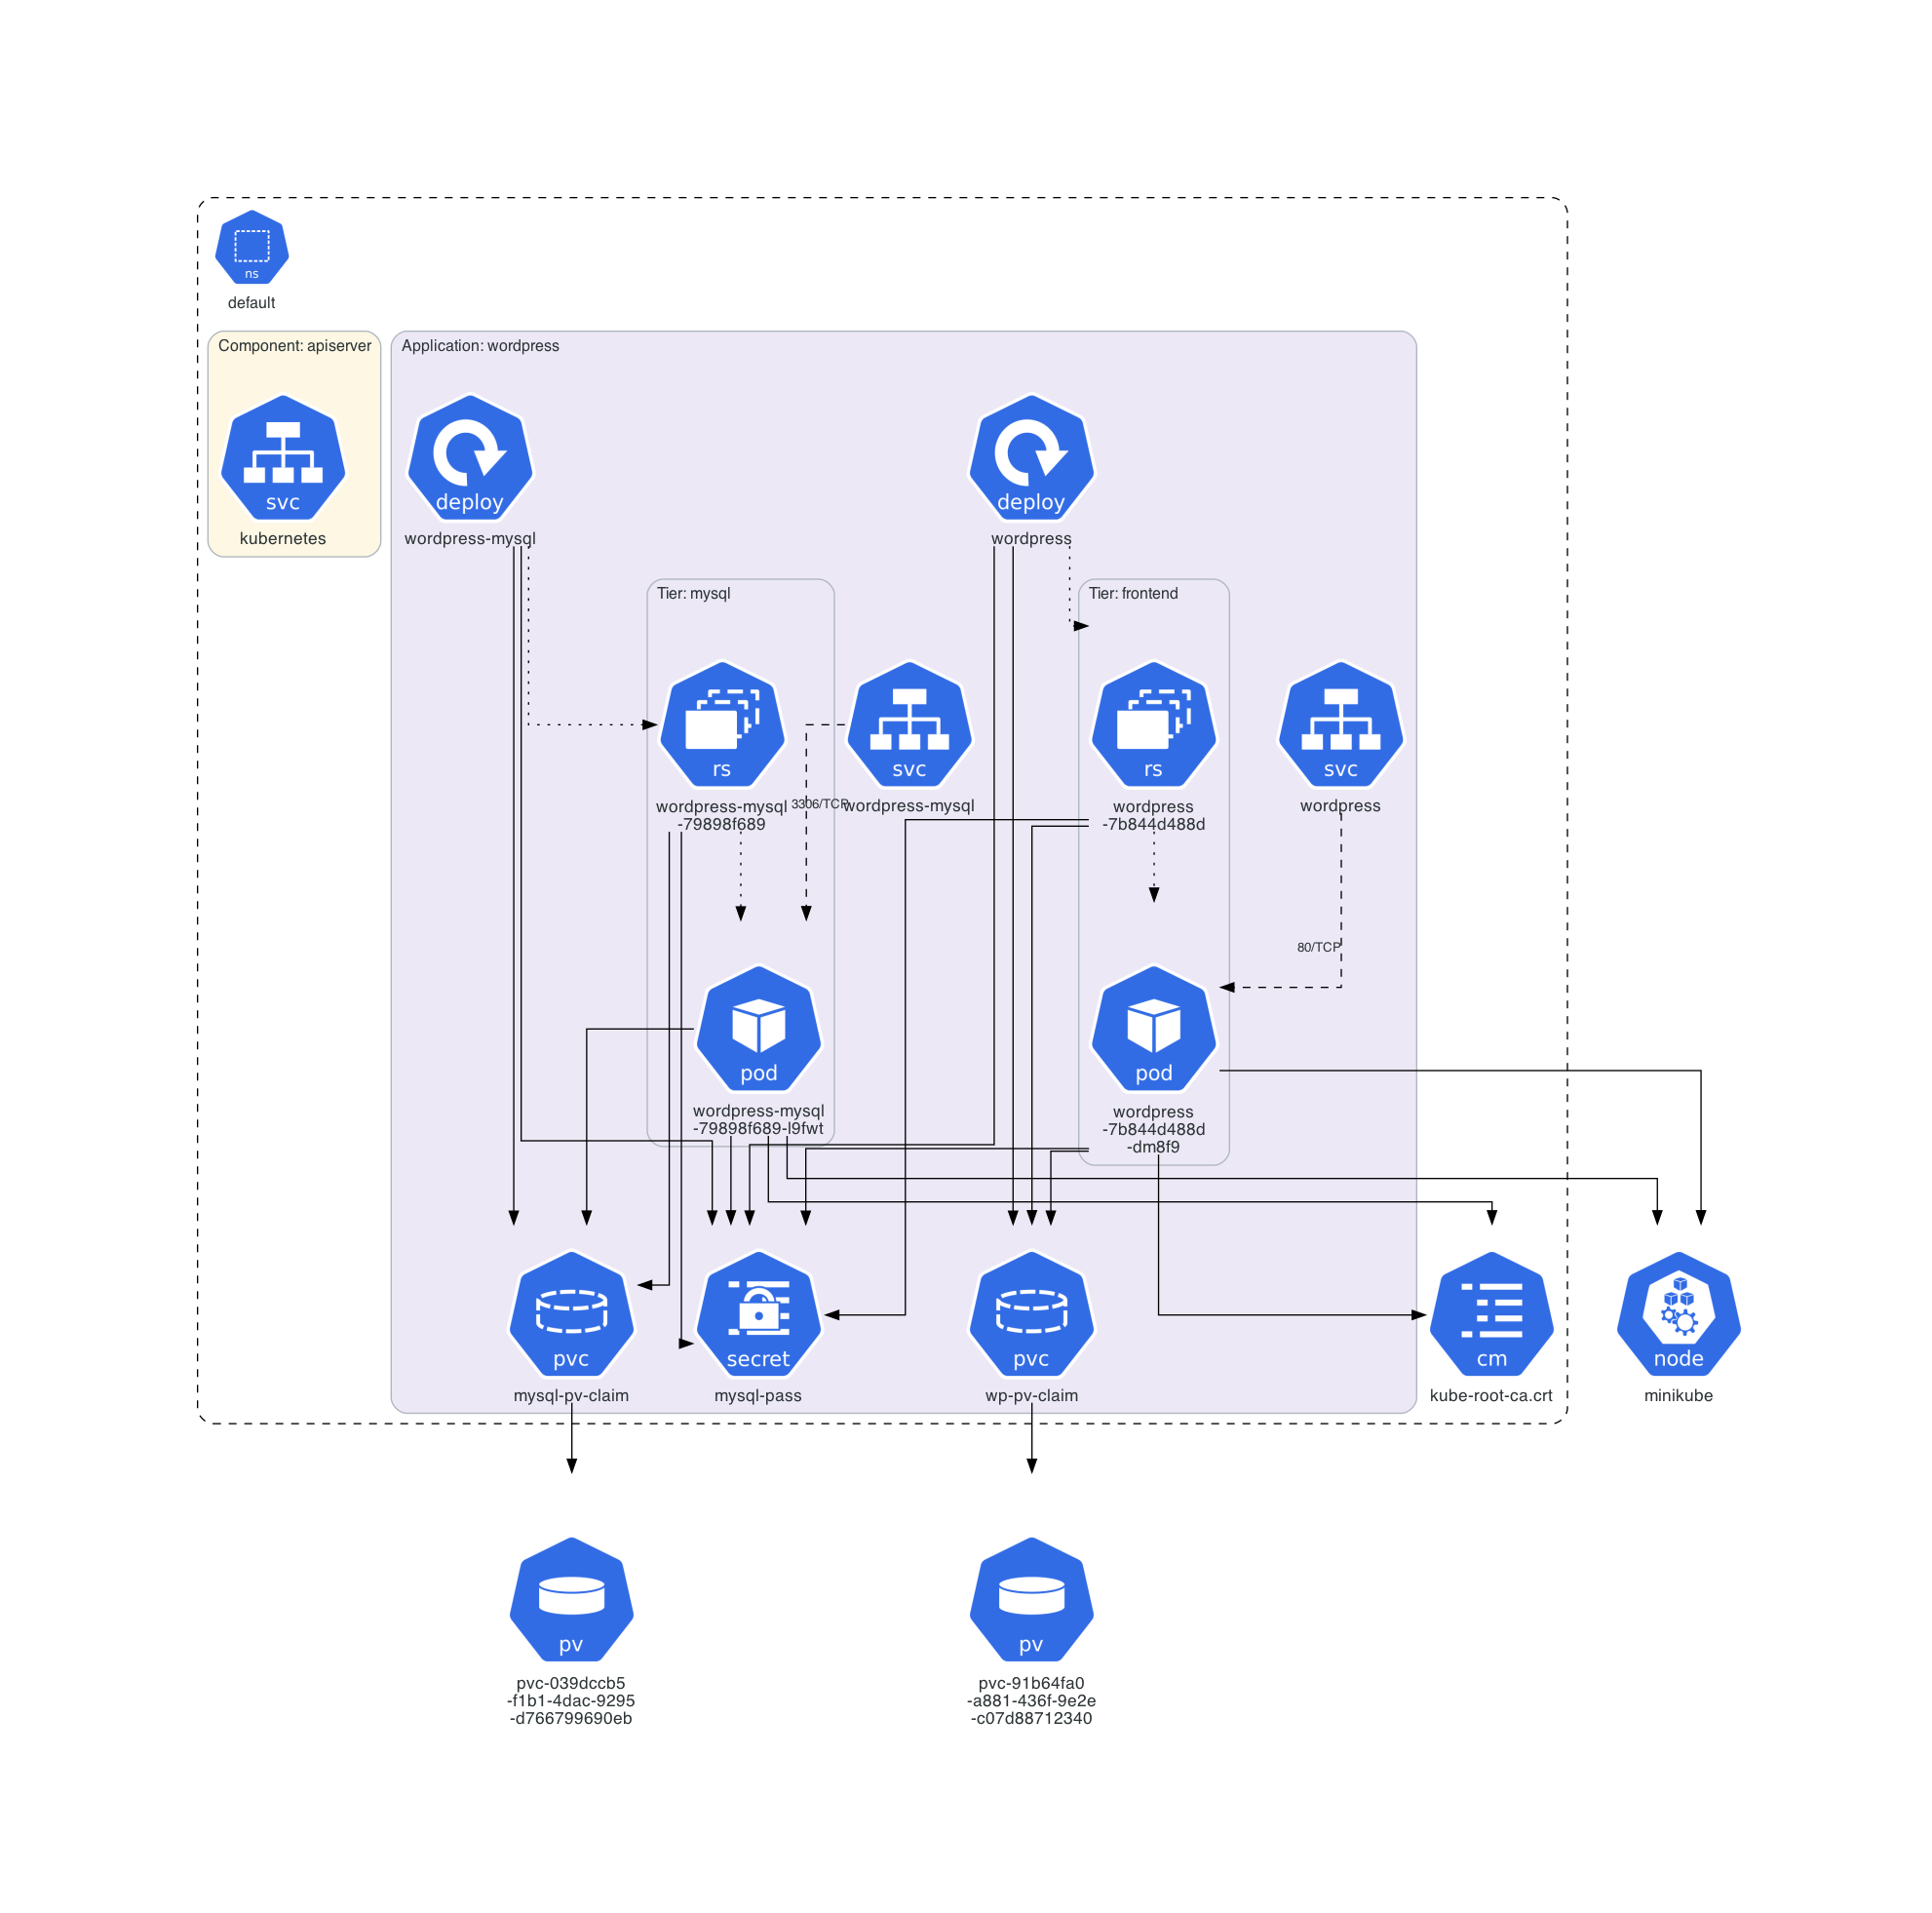 ns
default
Component: apiserver
Application: wordpress
svc
kubernetes
deploy
wordpress-mysql
deploy
wordpress
Tier: mysql
Tier: frontend
rs
wordpress-mysql
-79898f689
3306/TCP
svc
wordpress-mysql
rs
wordpress
-7b844d488d
svc
wordpress
80/TCP
pod
wordpress-mysql
-79898f689-l9fwt
pod
wordpress
-7b844d488d
-dm8f9
pvc
mysql-pv-claim
secret
mysql-pass
pvc
wp-pv-claim
cm
kube-root-ca.crt
node
minikube
pv
pvc-039dccb5
-f1b1-4dac-9295
-d766799690eb
pv
pvc-91b64fa0
-a881-436f-9e2e
-c07d88712340